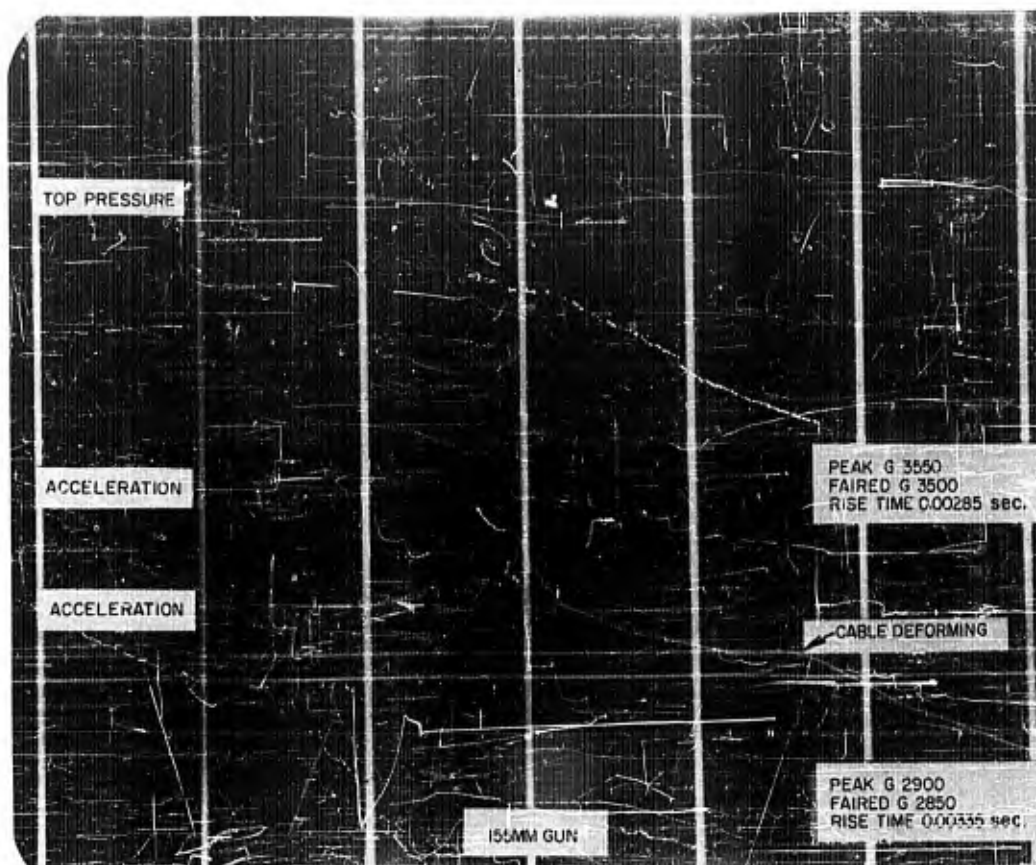 TOP PRESSURE
ACCELERATION
PEAK G 3550
FAIRED G 3500
RISE TIME 0.00285 sec.
ACCELERATION
CABLE DEFORMING
PEAK G 2900
FAIRED G 2850
RISE TIME 0.00335 sec.
155MM GUN